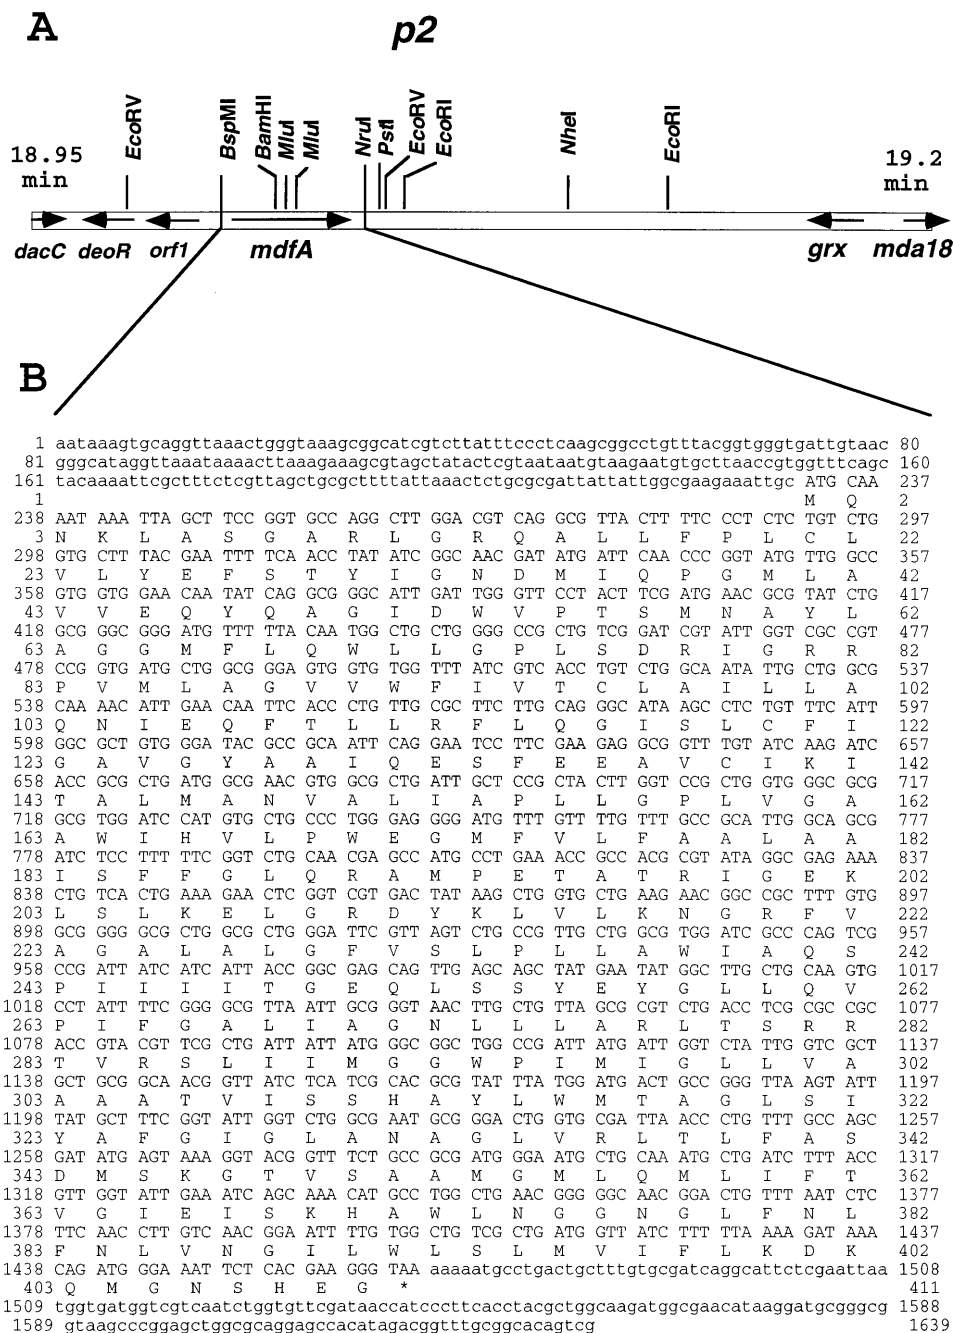 A
p2
EcoRV
BspMI
BamHI
MluI
MluI
NruI
PstI
EcoRV
EcoRI
NheI
EcoRI
18.95
min
19.2
min
dacC deoR orf1 mdfA grx mda18
B
1 aataaagtgcaggttaaactgggtaaagcggcatcgtcttatttccctcaagcggcctgtttacggtgggtgattgtaac 80
81 gggcataggttaaataaaacttaaagaaagcgtagctatactcgtaataatgtaagaatgtgcttaaccgtggtttcagc 160
161 tacaaaattcgctttctcgttagctgcgcttttattaaactctgcgcgattattattggcgaagaaattgc ATG CAA 237
1 M Q 2
238 AAT AAA TTA GCT TCC GGT GCC AGG CTT GGA CGT CAG GCG TTA CTT TTC CCT CTC TGT CTG 297
3 N K L A S G A R L G R Q A L L F P L C L 22
298 GTG CTT TAC GAA TTT TCA ACC TAT ATC GGC AAC GAT ATG ATT CAA CCC GGT ATG TTG GCC 357
23 V L Y E F S T Y I G N D M I Q P G M L A 42
358 GTG GTG GAA CAA TAT CAG GCG GGC ATT GAT TGG GTT CCT ACT TCG ATG AAC GCG TAT CTG 417
43 V V E Q Y Q A G I D W V P T S M N A Y L 62
418 GCG GGC GGG ATG TTT TTA CAA TGG CTG CTG GGG CCG CTG TCG GAT CGT ATT GGT CGC CGT 477
63 A G G M F L Q W L L G P L S D R I G R R 82
478 CCG GTG ATG CTG GCG GGA GTG GTG TGG TTT ATC GTC ACC TGT CTG GCA ATA TTG CTG GCG 537
83 P V M L A G V V W F I V T C L A I L L A 102
538 CAA AAC ATT GAA CAA TTC ACC CTG TTG CGC TTC TTG CAG GGC ATA AGC CTC TGT TTC ATT 597
103 Q N I E Q F T L L R F L Q G I S L C F I 122
598 GGC GCT GTG GGA TAC GCC GCA ATT CAG GAA TCC TTC GAA GAG GCG GTT TGT ATC AAG ATC 657
123 G A V G Y A A I Q E S F E E A V C I K I 142
658 ACC GCG CTG ATG GCG AAC GTG GCG CTG ATT GCT CCG CTA CTT GGT CCG CTG GTG GGC GCG 717
143 T A L M A N V A L I A P L L G P L V G A 162
718 GCG TGG ATC CAT GTG CTG CCC TGG GAG GGG ATG TTT GTT TTG TTT GCC GCA TTG GCA GCG 777
163 A W I H V L P W E G M F V L F A A L A A 182
778 ATC TCC TTT TTC GGT CTG CAA CGA GCC ATG CCT GAA ACC GCC ACG CGT ATA GGC GAG AAA 837
183 I S F F G L Q R A M P E T A T R I G E K 202
838 CTG TCA CTG AAA GAA CTC GGT CGT GAC TAT AAG CTG GTG CTG AAG AAC GGC CGC TTT GTG 897
203 L S L K E L G R D Y K L V L K N G R F V 222
898 GCG GGG GCG CTG GCG CTG GGA TTC GTT AGT CTG CCG TTG CTG GCG TGG ATC GCC CAG TCG 957
223 A G A L A L G F V S L P L L A W I A Q S 242
958 CCG ATT ATC ATC ATT ACC GGC GAG CAG TTG AGC AGC TAT GAA TAT GGC TTG CTG CAA GTG 1017
243 P I I I I T G E Q L S S Y E Y G L L Q V 262
1018 CCT ATT TTC GGG GCG TTA ATT GCG GGT AAC TTG CTG TTA GCG CGT CTG ACC TCG CGC CGC 1077
263 P I F G A L I A G N L L L A R L T S R R 282
1078 ACC GTA CGT TCG CTG ATT ATT ATG GGC GGC TGG CCG ATT ATG ATT GGT CTA TTG GTC GCT 1137
283 T V R S L I I M G G W P I M I G L L V A 302
1138 GCT GCG GCA ACG GTT ATC TCA TCG CAC GCG TAT TTA TGG ATG ACT GCC GGG TTA AGT ATT 1197
303 A A A T V I S S H A Y L W M T A G L S I 322
1198 TAT GCT TTC GGT ATT GGT CTG GCG AAT GCG GGA CTG GTG CGA TTA ACC CTG TTT GCC AGC 1257
323 Y A F G I G L A N A G L V R L T L F A S 342
1258 GAT ATG AGT AAA GGT ACG GTT TCT GCC GCG ATG GGA ATG CTG CAA ATG CTG ATC TTT ACC 1317
343 D M S K G T V S A A M G M L Q M L I F T 362
1318 GTT GGT ATT GAA ATC AGC AAA CAT GCC TGG CTG AAC GGG GGC AAC GGA CTG TTT AAT CTC 1377
363 V G I E I S K H A W L N G G N G L F N L 382
1378 TTC AAC CTT GTC AAC GGA ATT TTG TGG CTG TCG CTG ATG GTT ATC TTT TTA AAA GAT AAA 1437
383 F N L V N G I L W L S L M V I F L K D K 402
1438 CAG ATG GGA AAT TCT CAC GAA GGG TAA aaaaatgcctgactgctttgtgcgatcaggcattctcgaattaa 1508
403 Q M G N S H E G * 411
1509 tggtgatggtcgtcaatctggtgttcgataaccatcccttcacctacgctggcaagatggcgaacataaggatgcgggcg 1588
1589 gtaagcccggagctggcgcaggagccacatagacggtttgcggcacagtcg 1639